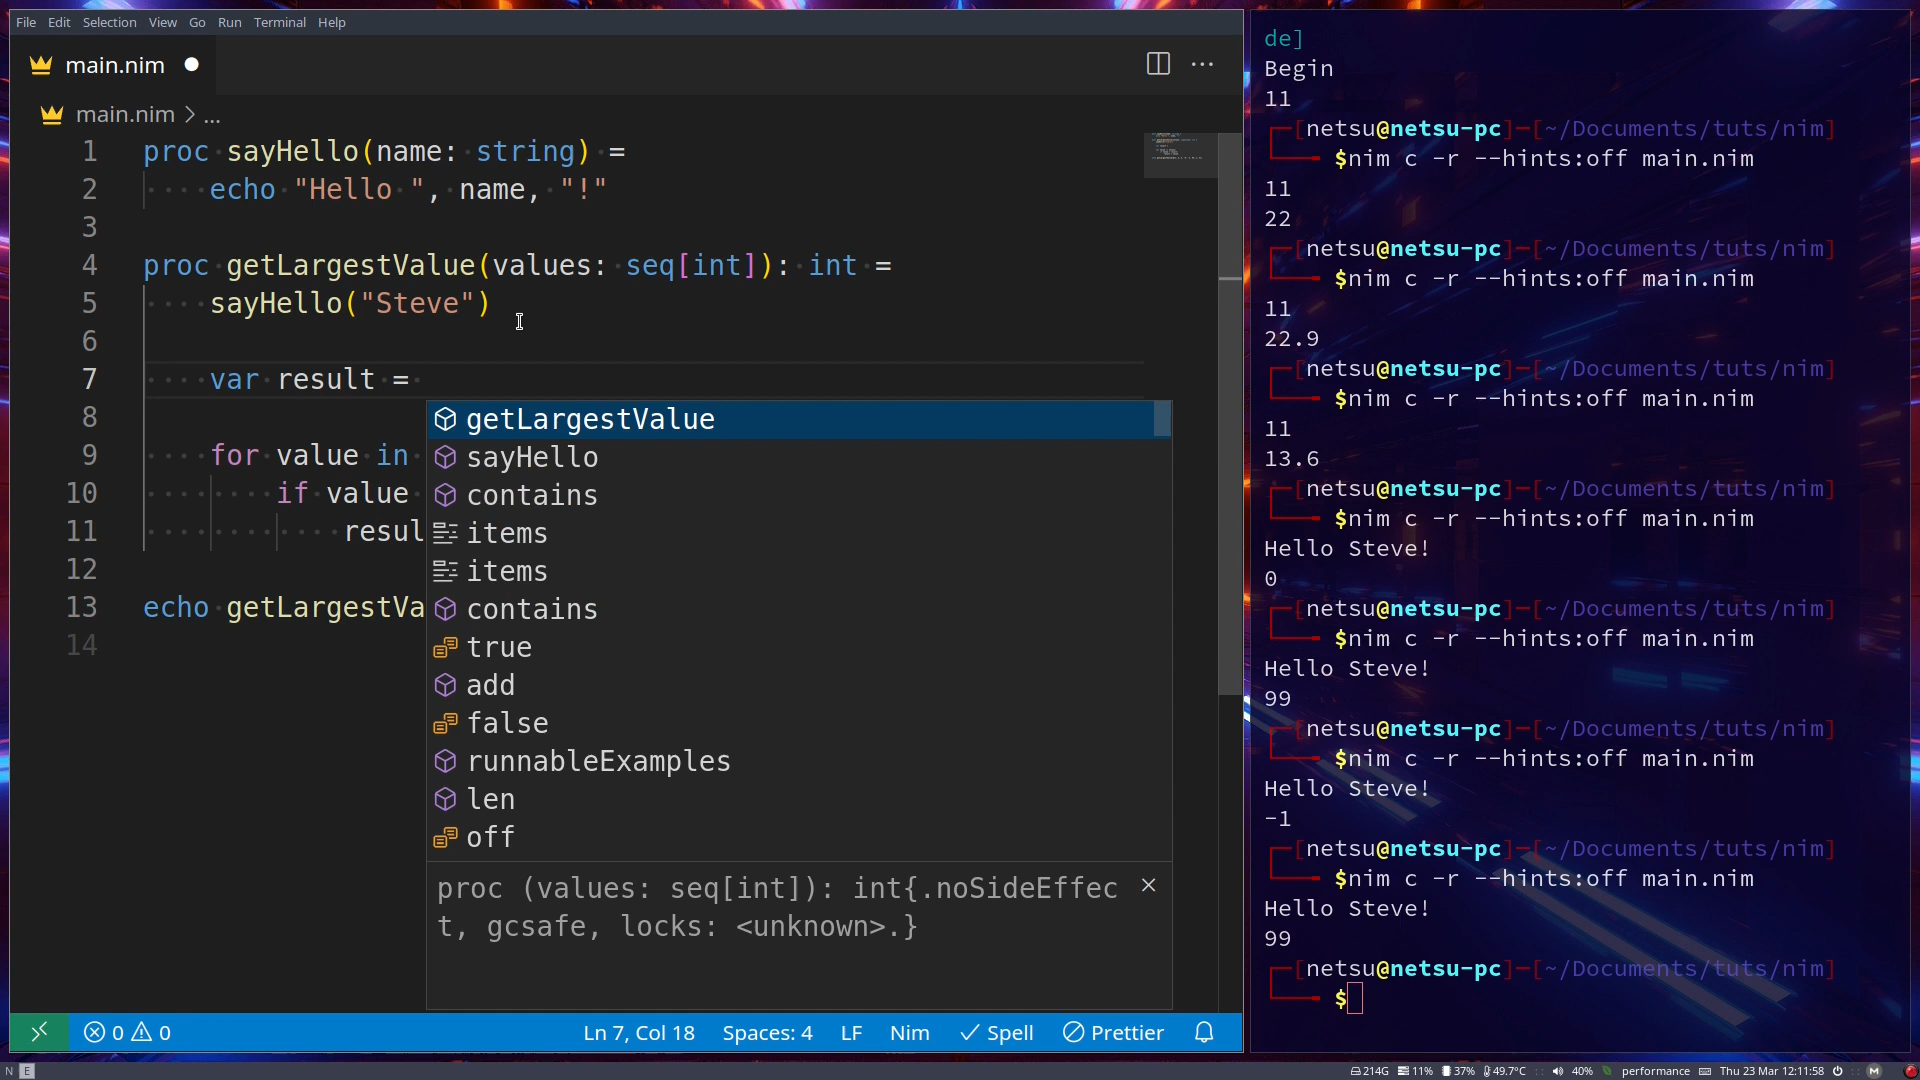 File Edit Selection View Go Run Terminal Help
main.nim
main.nim > ...
1 proc sayHello(name: string) =
2 echo "Hello ", name, "!"
3
4 proc getLargestValue(values: seq[int]): int =
5 sayHello("Steve")
6
7 var result =
8
9 for value in
10 if value
11 resul
12
13 echo getLargestVa
14
getLargestValue
sayHello
contains
items
items
contains
true
add
false
runnableExamples
len
off
proc (values: seq[int]): int{.noSideEffec
t, gcsafe, locks: <unknown>.}
0 0 Ln 7, Col 18 Spaces: 4 LF Nim Spell Prettier
de]
Begin
11
[netsu@netsu-pc]-[~/Documents/tuts/nim]
$nim c -r --hints:off main.nim
11
22
[netsu@netsu-pc]-[~/Documents/tuts/nim]
$nim c -r --hints:off main.nim
11
22.9
[netsu@netsu-pc]-[~/Documents/tuts/nim]
$nim c -r --hints:off main.nim
11
13.6
[netsu@netsu-pc]-[~/Documents/tuts/nim]
$nim c -r --hints:off main.nim
Hello Steve!
0
[netsu@netsu-pc]-[~/Documents/tuts/nim]
$nim c -r --hints:off main.nim
Hello Steve!
99
[netsu@netsu-pc]-[~/Documents/tuts/nim]
$nim c -r --hints:off main.nim
Hello Steve!
-1
[netsu@netsu-pc]-[~/Documents/tuts/nim]
$nim c -r --hints:off main.nim
Hello Steve!
99
[netsu@netsu-pc]-[~/Documents/tuts/nim]
$
N E 214G 11% 37% 49.7°C 40% performance Thu 23 Mar 12:11:58 M